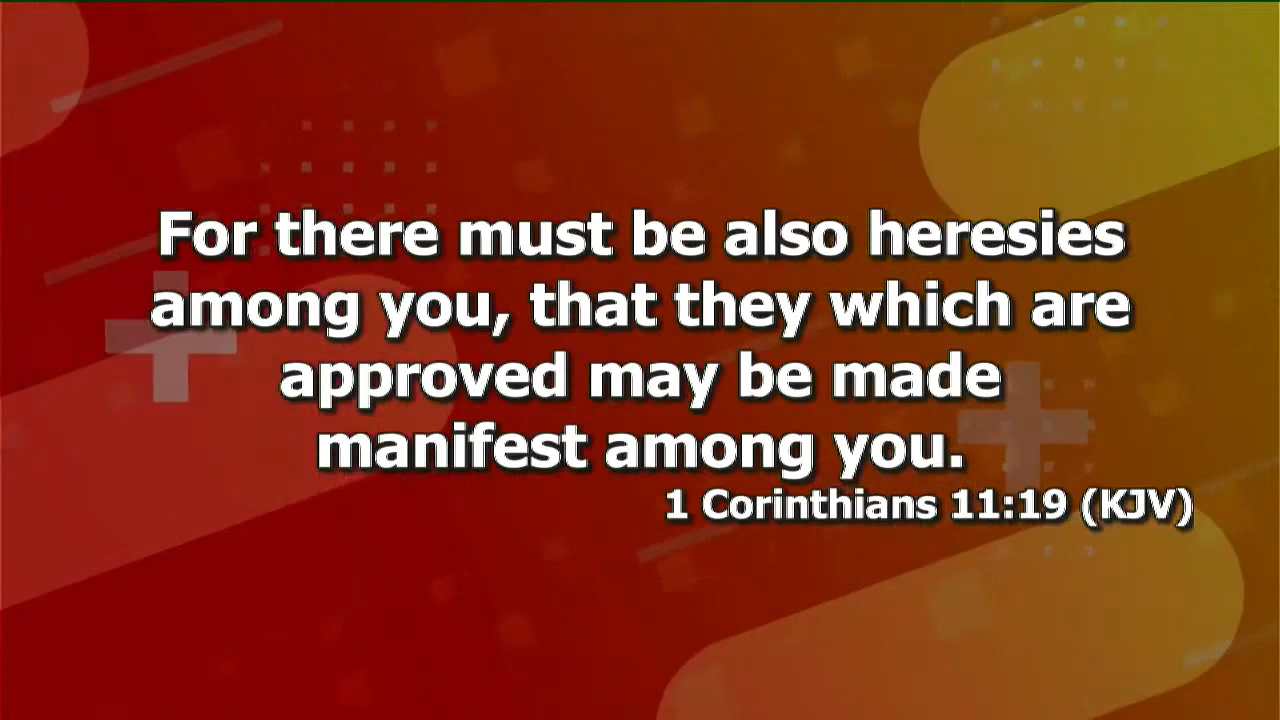 For there must be also heresies
among you, that they which are
approved may be made
manifest among you.
1 Corinthians 11:19 (KJV)